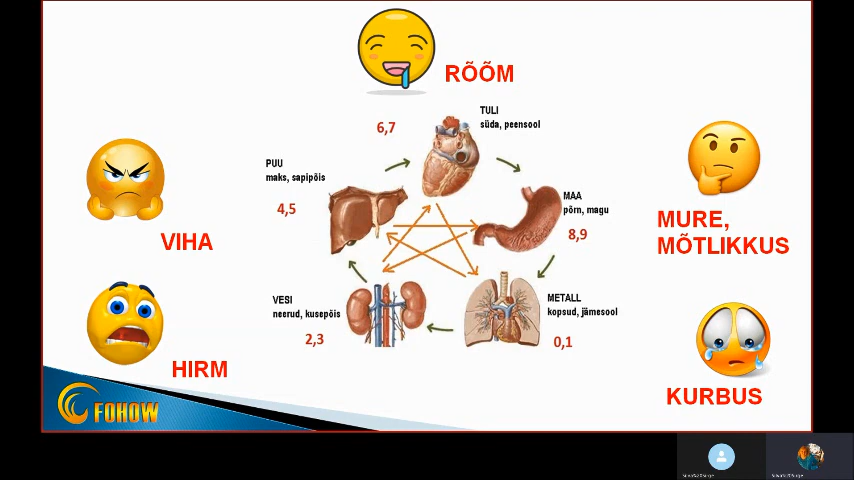 RÕÕM
TULI
süda, peensool
6,7
PUU
maks, sapipõis
4,5
MAA
põrn, magu
8,9
MURE,
MÕTLIKKUS
VIHA
VESI
neerud, kusepõis
2,3
METALL
kopsud, jämesool
0,1
HIRM
KURBUS
FOHOW